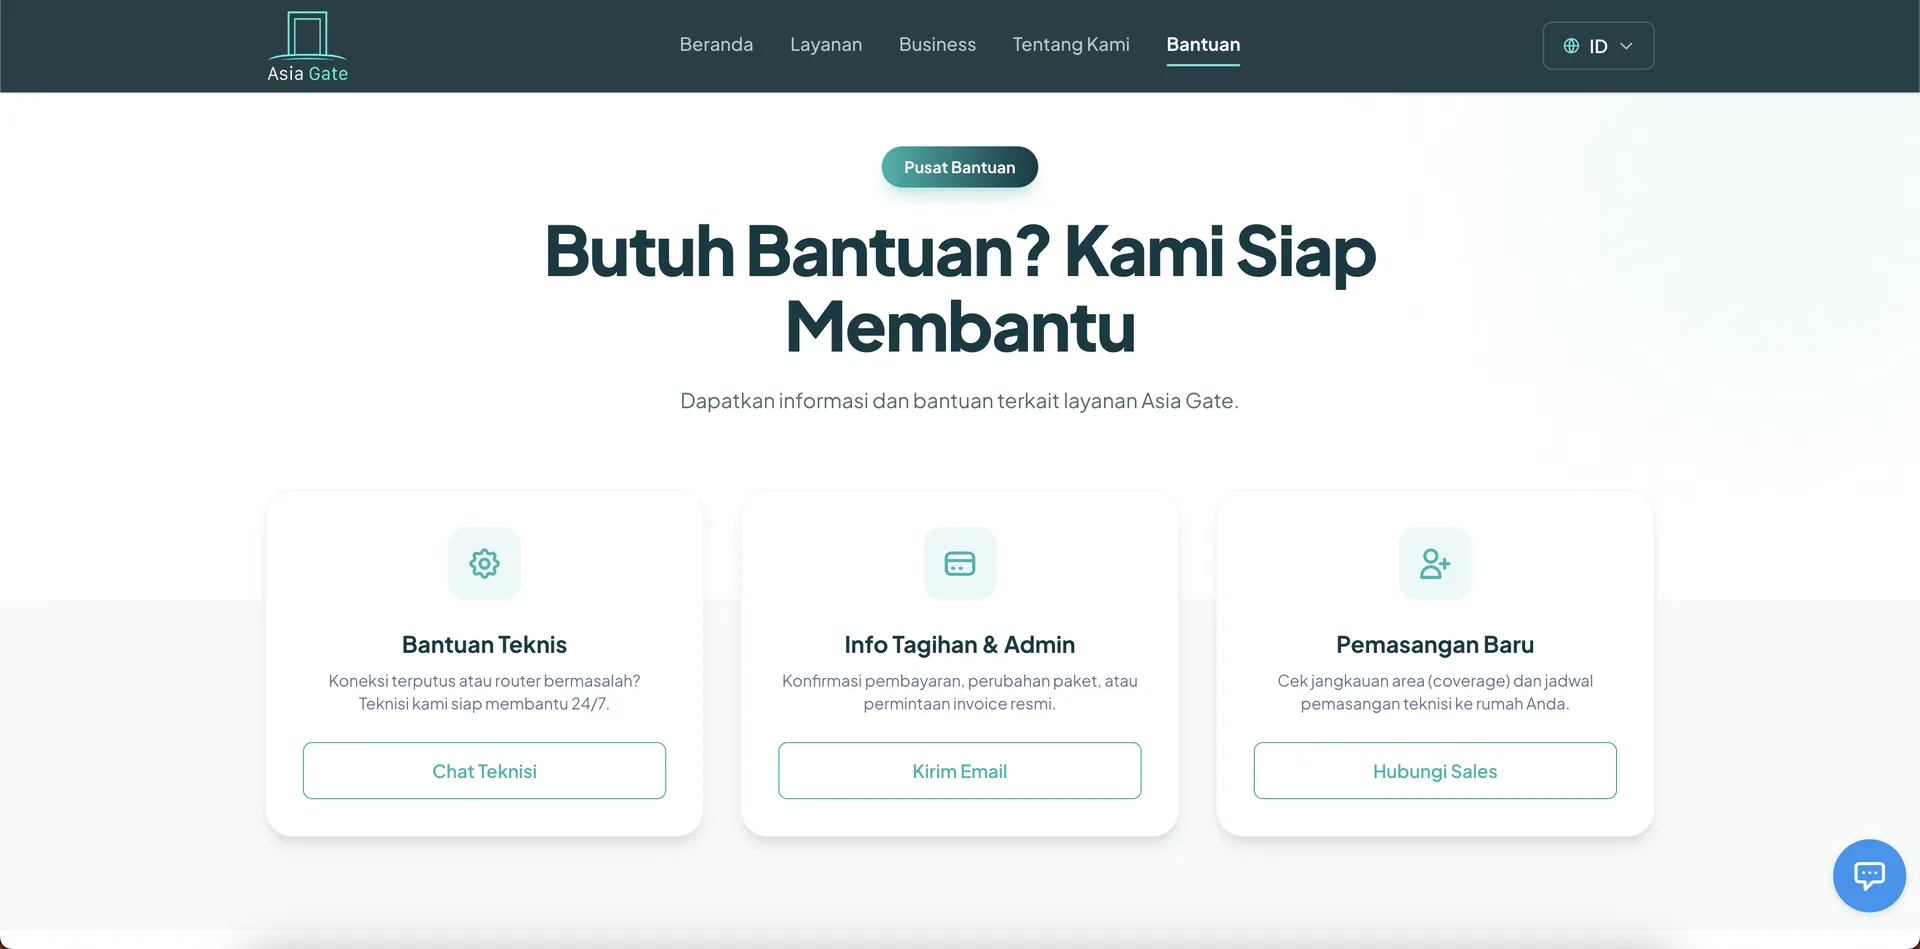 Asia Gate
Beranda
Layanan
Business
Tentang Kami
Bantuan
ID
Pusat Bantuan
Butuh Bantuan? Kami Siap
Membantu
Dapatkan informasi dan bantuan terkait layanan Asia Gate.
Bantuan Teknis
Koneksi terputus atau router bermasalah?
Teknisi kami siap membantu 24/7.
Chat Teknisi
Info Tagihan & Admin
Konfirmasi pembayaran, perubahan paket, atau
permintaan invoice resmi.
Kirim Email
Pemasangan Baru
Cek jangkauan area (coverage) dan jadwal
pemasangan teknisi ke rumah Anda.
Hubungi Sales